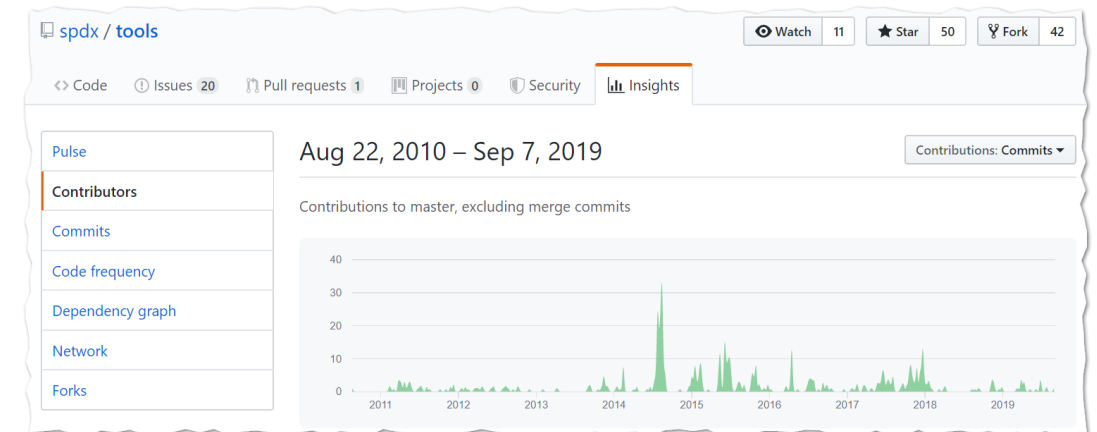 spdx / tools
Watch 11 Star 50 Fork 42
Code Issues 20 Pull requests 1 Projects 0 Security Insights
Pulse
Contributors
Commits
Code frequency
Dependency graph
Network
Forks
Aug 22, 2010 – Sep 7, 2019
Contributions: Commits
Contributions to master, excluding merge commits
40
30
20
10
0
2011 2012 2013 2014 2015 2016 2017 2018 2019